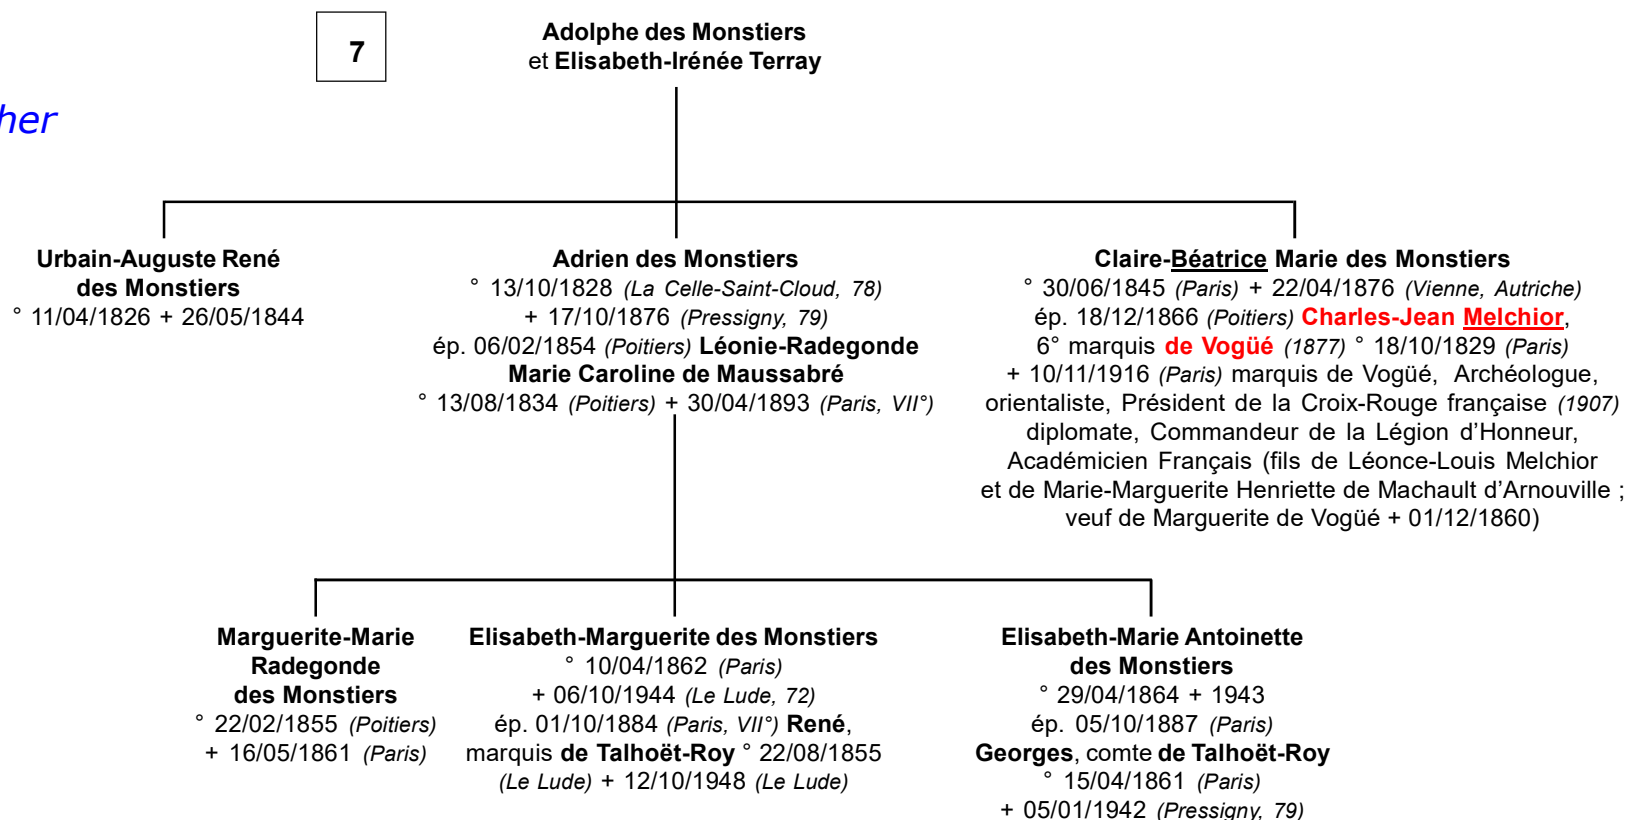 7
Adolphe des Monstiers
et Elisabeth-Irénée Terray
her
Urbain-Auguste René
des Monstiers
° 11/04/1826 + 26/05/1844
Adrien des Monstiers
° 13/10/1828 (La Celle-Saint-Cloud, 78)
+ 17/10/1876 (Pressigny, 79)
ép. 06/02/1854 (Poitiers) Léonie-Radegonde
Marie Caroline de Maussabré
° 13/08/1834 (Poitiers) + 30/04/1893 (Paris, VII°)
Claire-Béatrice Marie des Monstiers
° 30/06/1845 (Paris) + 22/04/1876 (Vienne, Autriche)
ép. 18/12/1866 (Poitiers) Charles-Jean Melchior,
6° marquis de Vogüé (1877) ° 18/10/1829 (Paris)
+ 10/11/1916 (Paris) marquis de Vogüé, Archéologue,
orientaliste, Président de la Croix-Rouge française (1907)
diplomate, Commandeur de la Légion d'Honneur,
Académicien Français (fils de Léonce-Louis Melchior
et de Marie-Marguerite Henriette de Machault d'Arnouville ;
veuf de Marguerite de Vogüé + 01/12/1860)
Marguerite-Marie
Radegonde
des Monstiers
° 22/02/1855 (Poitiers)
+ 16/05/1861 (Paris)
Elisabeth-Marguerite des Monstiers
° 10/04/1862 (Paris)
+ 06/10/1944 (Le Lude, 72)
ép. 01/10/1884 (Paris, VII°) René,
marquis de Talhoët-Roy ° 22/08/1855
(Le Lude) + 12/10/1948 (Le Lude)
Elisabeth-Marie Antoinette
des Monstiers
° 29/04/1864 + 1943
ép. 05/10/1887 (Paris)
Georges, comte de Talhoët-Roy
° 15/04/1861 (Paris)
+ 05/01/1942 (Pressigny, 79)